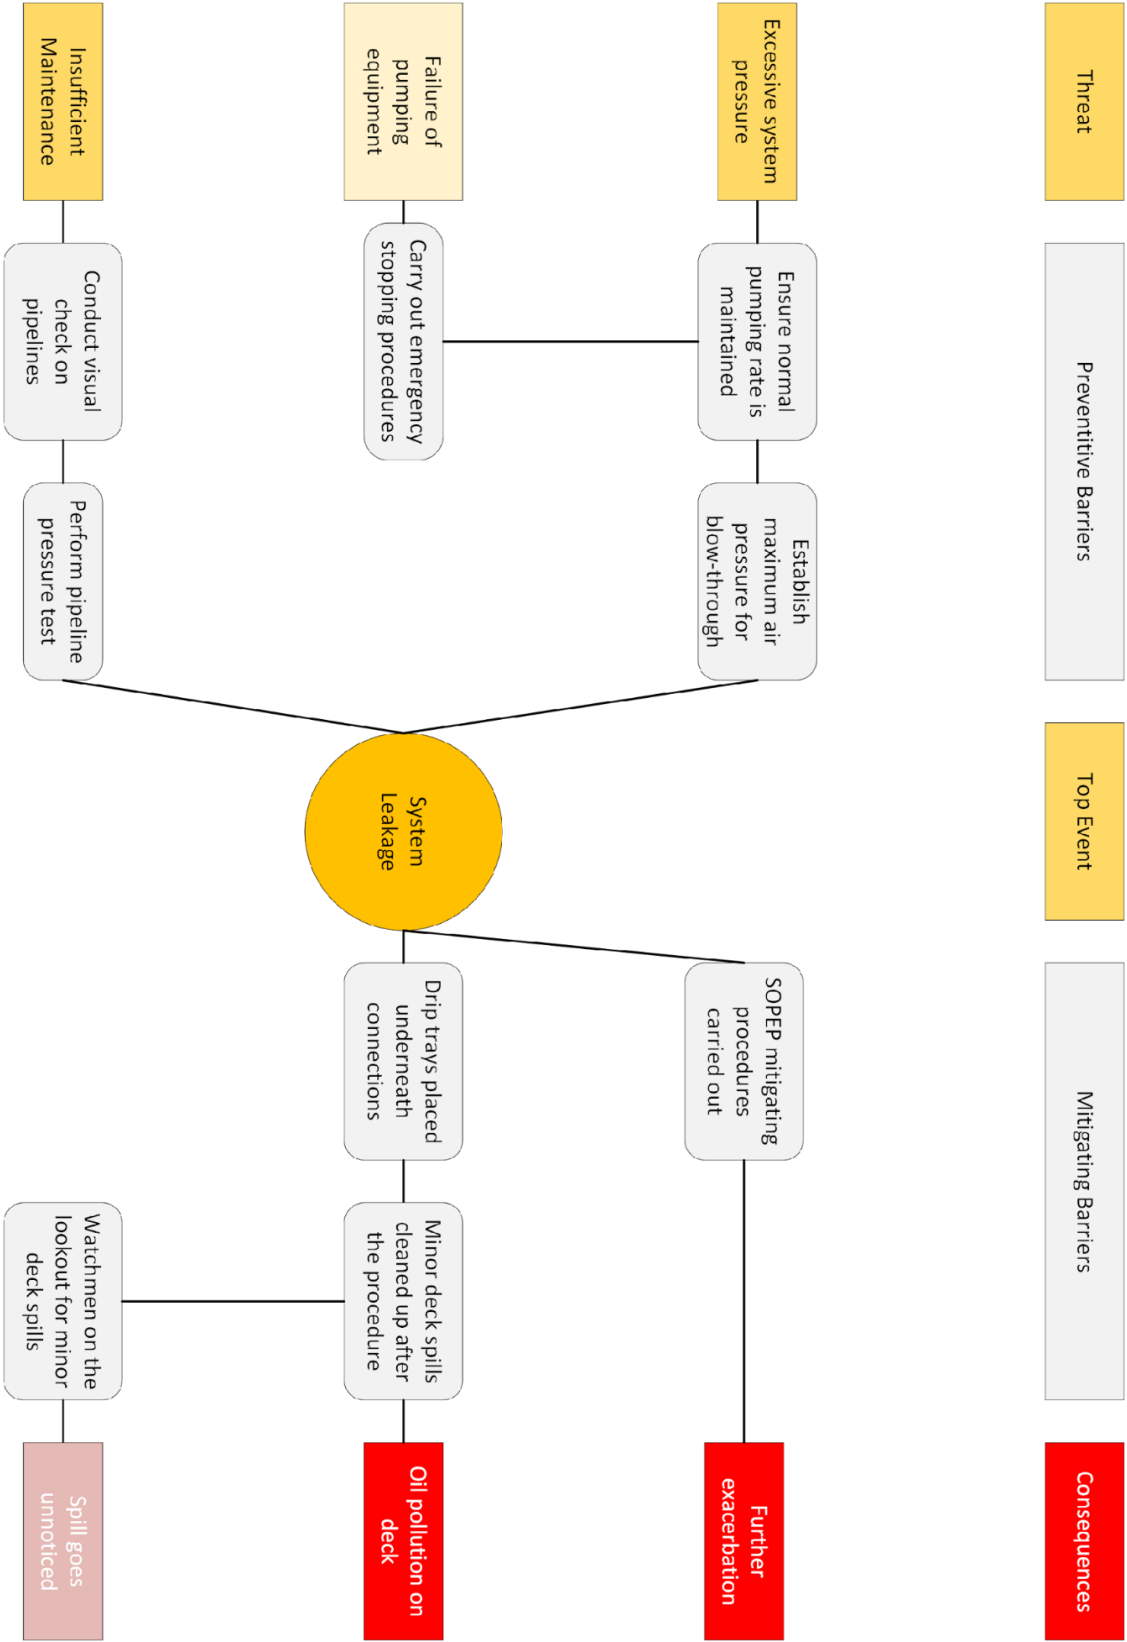 Threat
Preventitive Barriers
Top Event
Mitigating Barriers
Consequences
Excessive system
pressure
Ensure normal
pumping rate is
maintained
Establish
maximum air
pressure for
blow-through
SOPEP mitigating
procedures
carried out
Further
exacerbation
Failure of
pumping
equipment
Carry out emergency
stopping procedures
System
Leakage
Drip trays placed
underneath
connections
Minor deck spills
cleaned up after
the procedure
Oil pollution on
deck
Insufficient
Maintenance
Conduct visual
check on
pipelines
Perform pipeline
pressure test
Watchmen on the
lookout for minor
deck spills
Spill goes
unnoticed